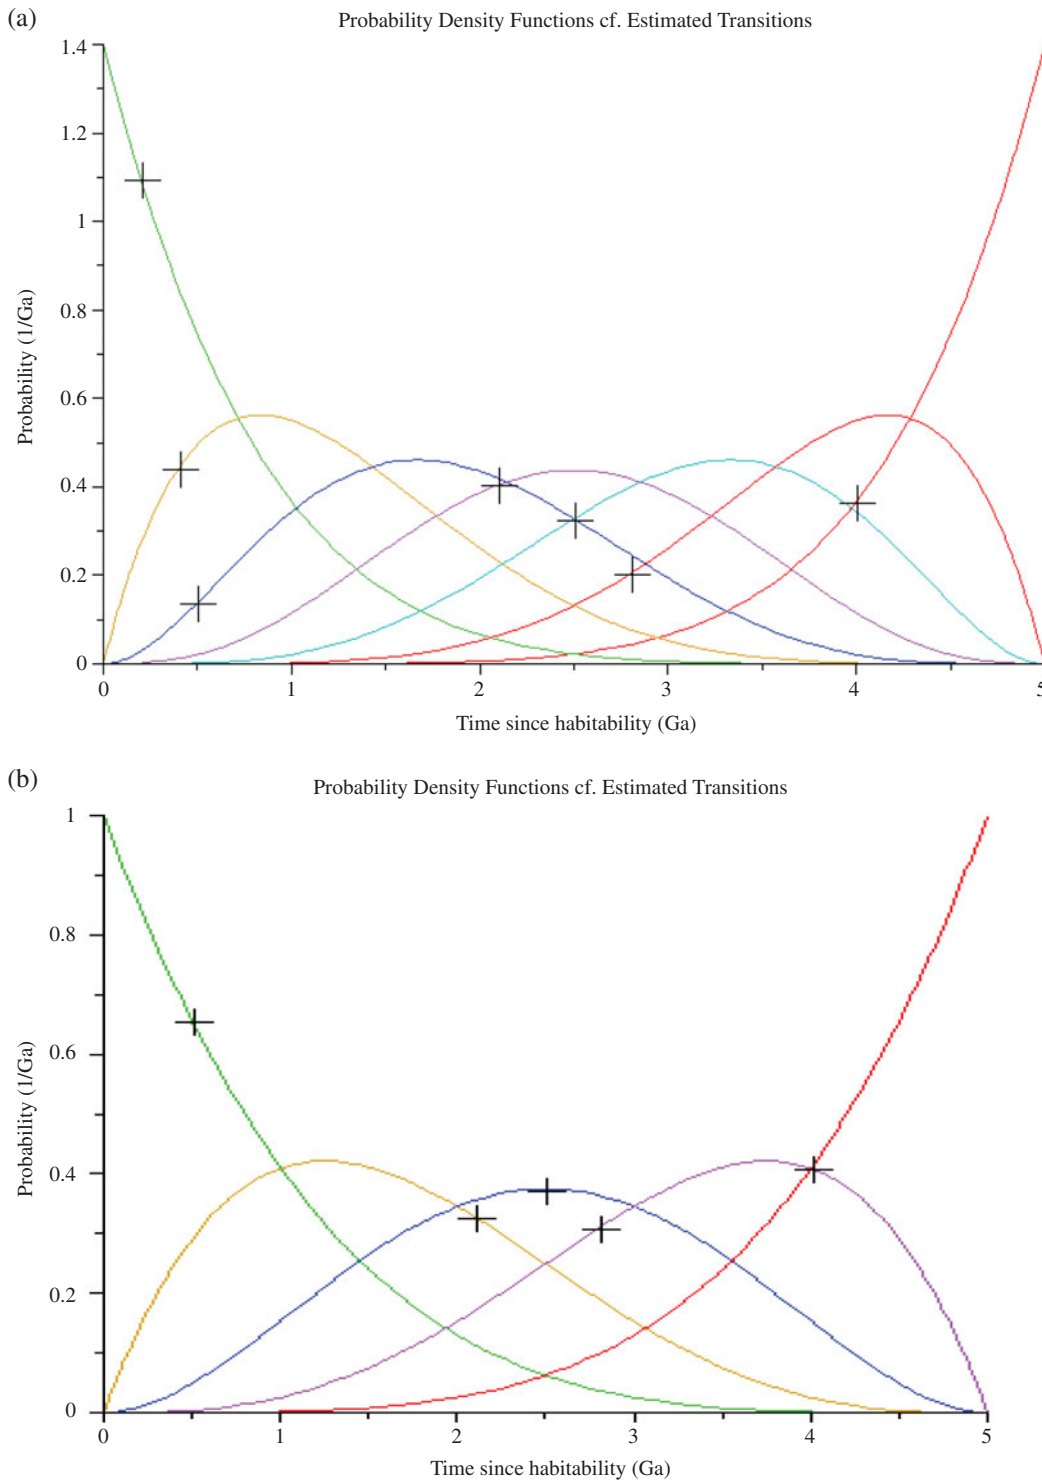 (a)
Probability Density Functions cf. Estimated Transitions
1.4
1.2
1
0.8
0.6
0.4
0.2
0
Probability (1/Ga)
0 1 2 3 4 5
Time since habitability (Ga)
(b)
Probability Density Functions cf. Estimated Transitions
1
0.8
0.6
0.4
0.2
0
Probability (1/Ga)
0 1 2 3 4 5
Time since habitability (Ga)